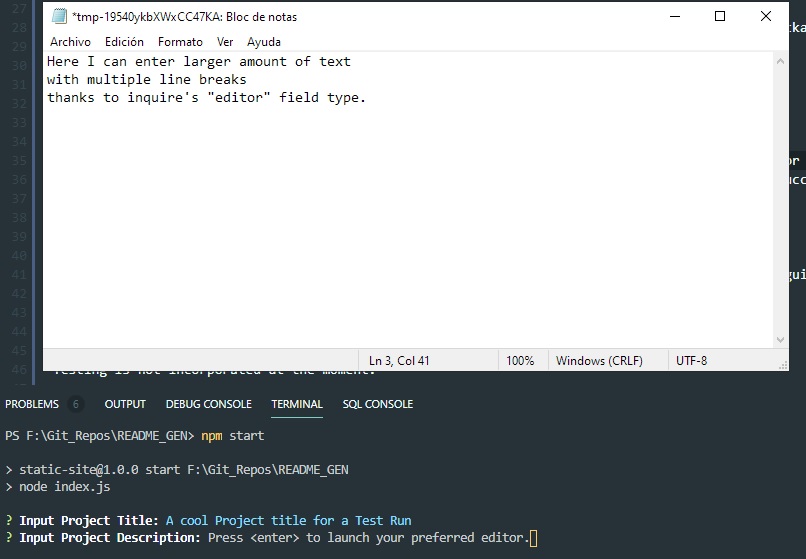 *tmp-19540ykbXWxCC47KA: Bloc de notas
Archivo Edición Formato Ver Ayuda
Here I can enter larger amount of text
with multiple line breaks
thanks to inquire's "editor" field type.
Ln 3, Col 41 100% Windows (CRLF) UTF-8
27
28
29
30
31
32
33
34
35
36
37
38
39
40
41
42
43
44
45
46 Testing is not incorporated at the moment.
PROBLEMS 6 OUTPUT DEBUG CONSOLE TERMINAL SQL CONSOLE
PS F:\Git_Repos\README_GEN> npm start
> static-site@1.0.0 start F:\Git_Repos\README_GEN
> node index.js
? Input Project Title: A cool Project title for a Test Run
? Input Project Description: Press <enter> to launch your preferred editor.